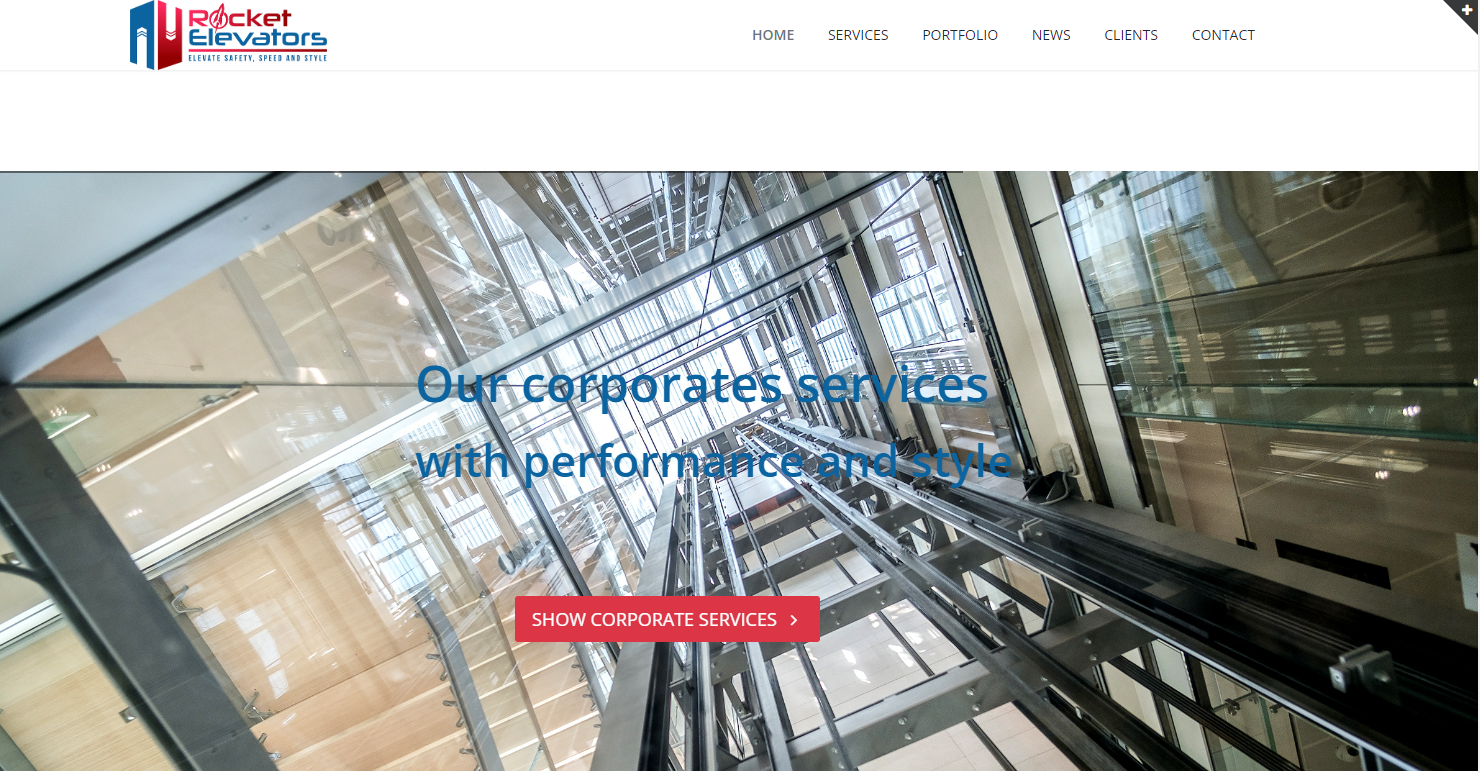 Rocket
Elevators
ELEVATE SAFETY, SPEED AND STYLE
HOME SERVICES PORTFOLIO NEWS CLIENTS CONTACT
Our corporates services
with performance and style
SHOW CORPORATE SERVICES